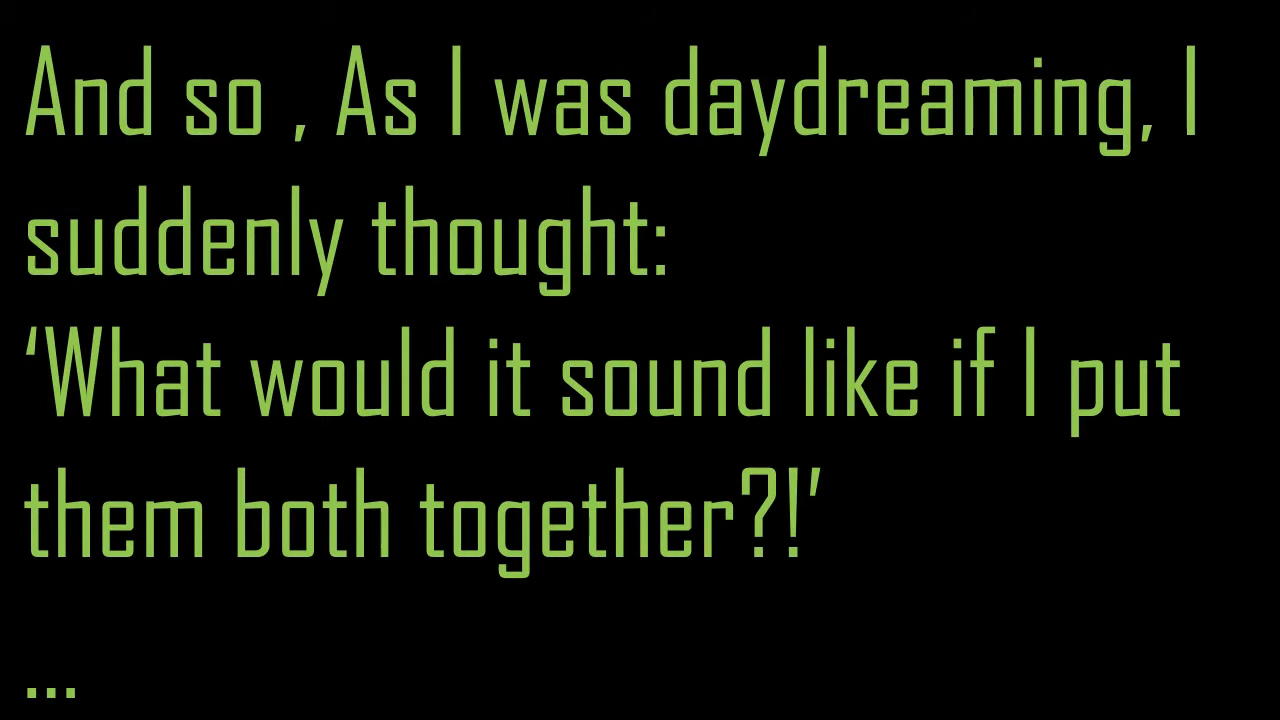 And so , As I was daydreaming, I
suddenly thought:
‘What would it sound like if I put
them both together?!’
...